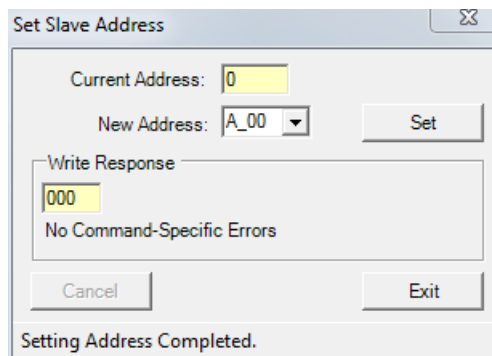 Set Slave Address
Current Address: 0
New Address: A_00 Set
Write Response
000
No Command-Specific Errors
Cancel Exit
Setting Address Completed.